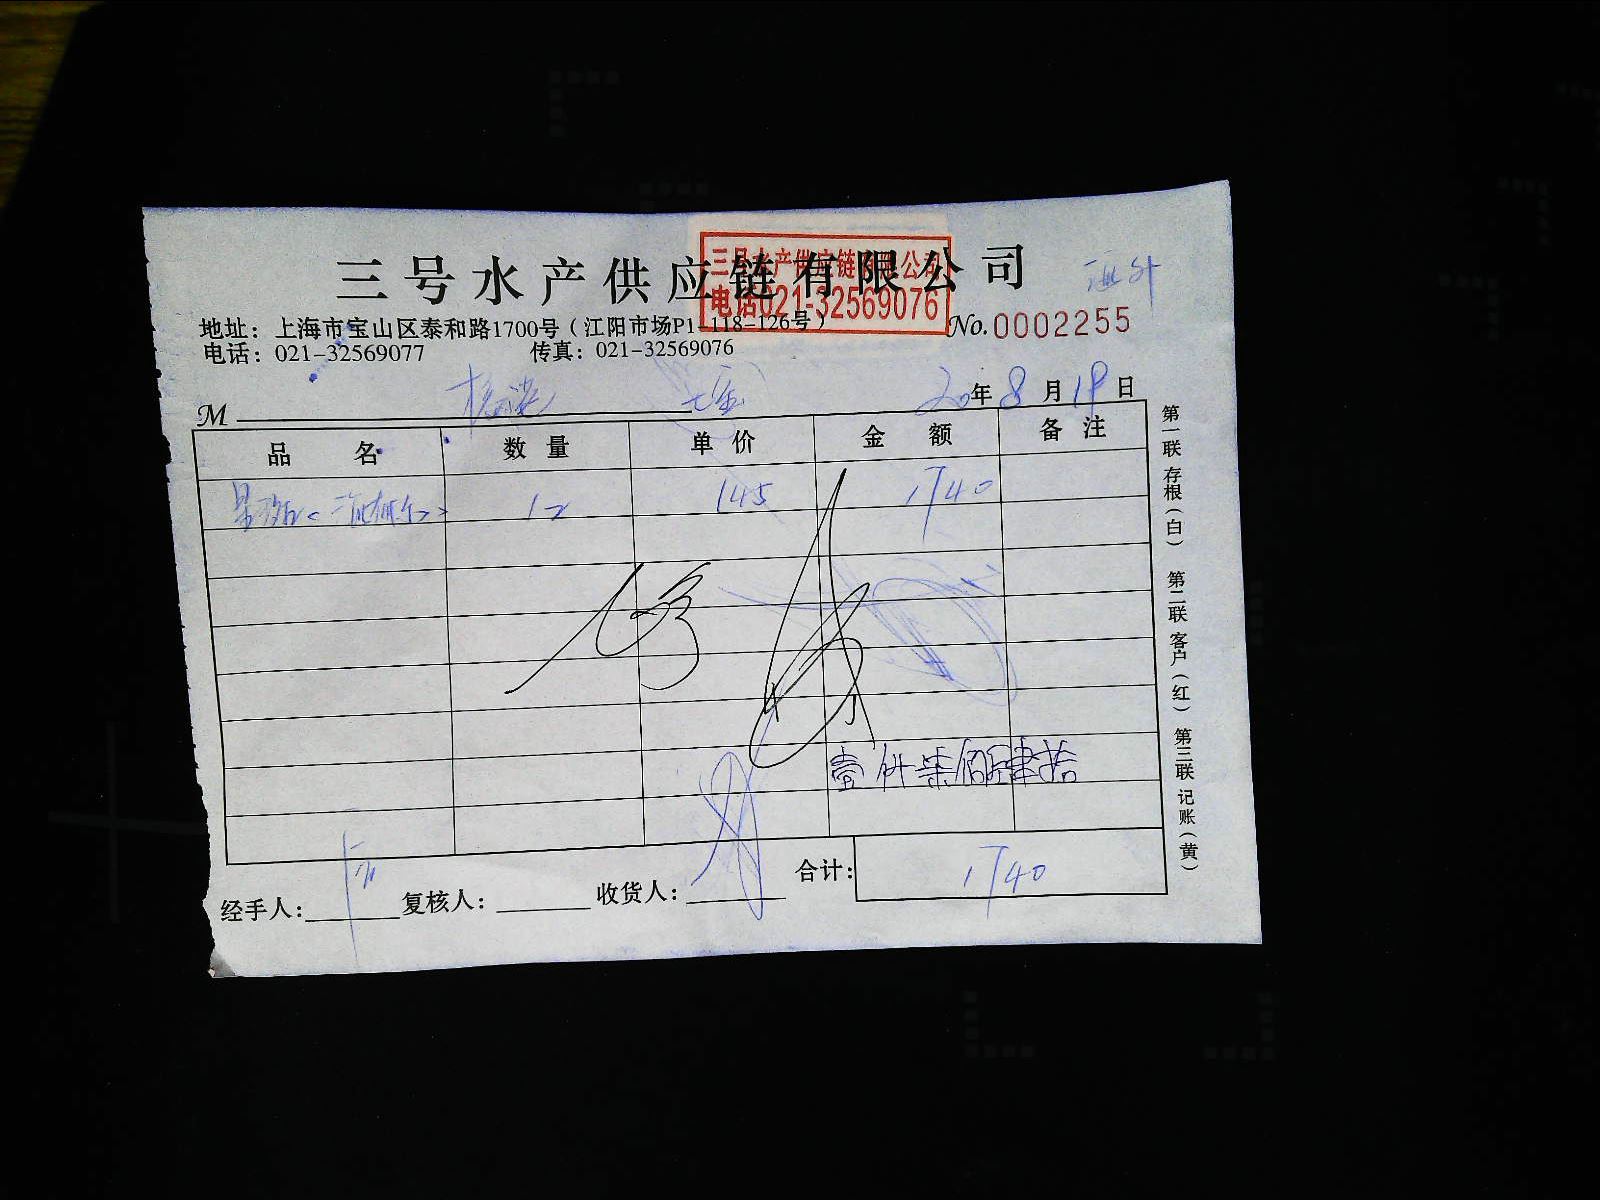 三号水产供应链有限公司
三号水产供应链有限公司
电话021-32569076
地址：上海市宝山区泰和路1700号（江阳市场P1-118-126号）
No.0002255
电话：021-32569077 传真：021-32569076
M
20年8月19日
品名 数量 单价 金额 备注
12 145 1740
壹仟柒佰肆拾
合计：1740
经手人： 复核人： 收货人：
第一联 存根（白） 第二联 客户（红） 第三联 记账（黄）